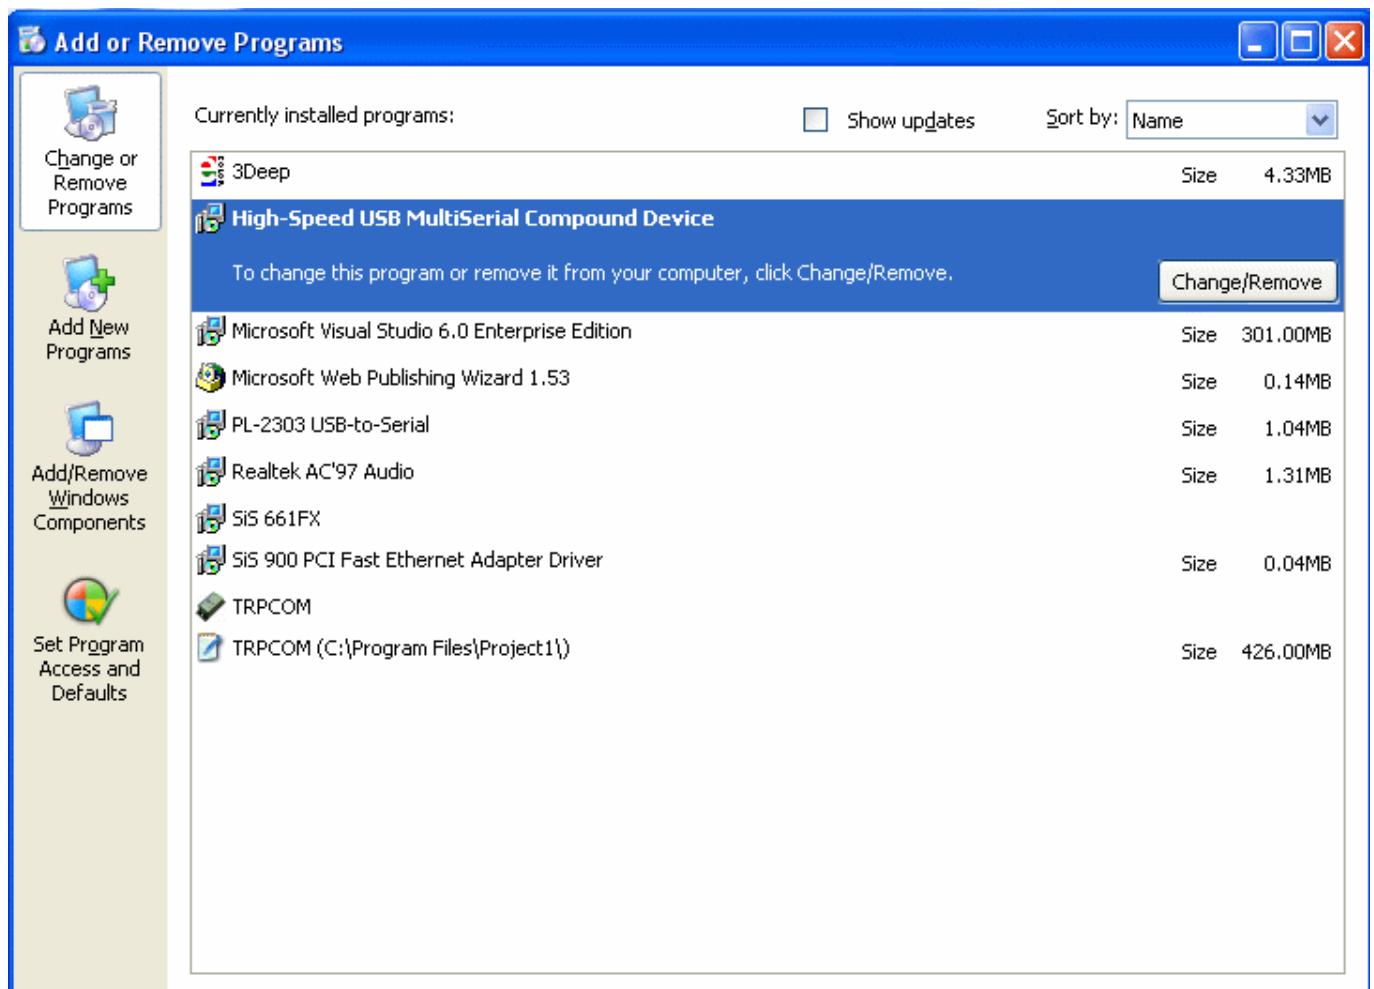 Add or Remove Programs
Change or
Remove
Programs
Add New
Programs
Add/Remove
Windows
Components
Set Program
Access and
Defaults
Currently installed programs:
Show updates
Sort by: Name
3Deep Size 4.33MB
High-Speed USB MultiSerial Compound Device
To change this program or remove it from your computer, click Change/Remove. Change/Remove
Microsoft Visual Studio 6.0 Enterprise Edition Size 301.00MB
Microsoft Web Publishing Wizard 1.53 Size 0.14MB
PL-2303 USB-to-Serial Size 1.04MB
Realtek AC'97 Audio Size 1.31MB
SiS 661FX
SiS 900 PCI Fast Ethernet Adapter Driver Size 0.04MB
TRPCOM
TRPCOM (C:\Program Files\Project1\) Size 426.00MB